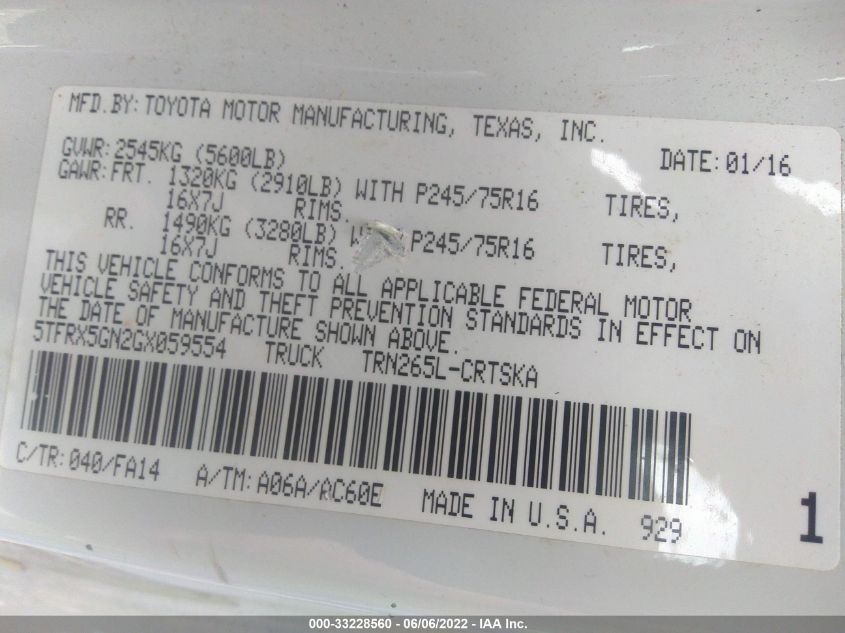 MFD.BY:TOYOTA MOTOR MANUFACTURING, TEXAS, INC.
GVWR:2545KG (5600LB) DATE:01/16
GAWR:FRT. 1320KG (2910LB) WITH P245/75R16 TIRES,
16X7J RIMS.
RR. 1490KG (3280LB) P245/75R16 TIRES,
16X7J RIMS.
THIS VEHICLE CONFORMS TO ALL APPLICABLE FEDERAL MOTOR
VEHICLE SAFETY AND THEFT PREVENTION STANDARDS IN EFFECT ON
THE DATE OF MANUFACTURE SHOWN ABOVE.
5TFRX5GN2GX059554 TRUCK TRN265L-CRTSKA
C/TR:040/FA14 A/TM:A06A/AC60E MADE IN U.S.A. 929 1
000-33228560 - 06/06/2022 - IAA Inc.